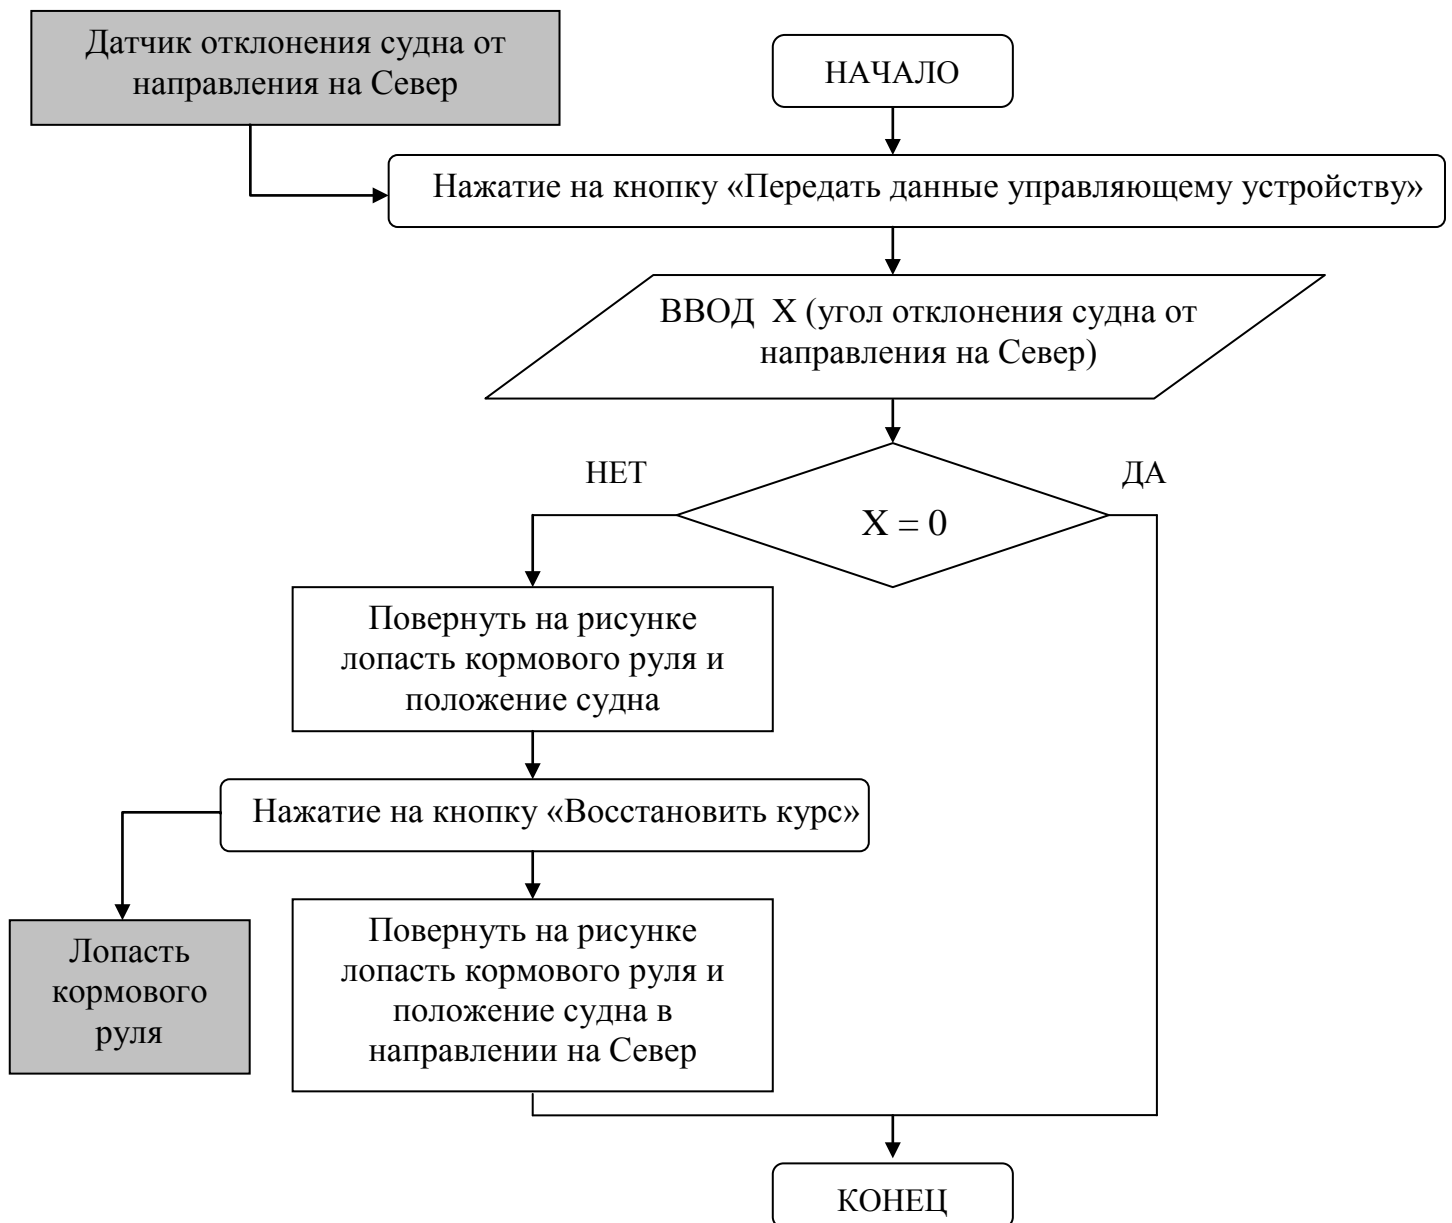 Датчик отклонения судна от
направления на Север
НАЧАЛО
Нажатие на кнопку «Передать данные управляющему устройству»
ВВОД Х (угол отклонения судна от
направления на Север)
НЕТ
ДА
Х = 0
Повернуть на рисунке
лопасть кормового руля и
положение судна
Нажатие на кнопку «Восстановить курс»
Лопасть
кормового
руля
Повернуть на рисунке
лопасть кормового руля и
положение судна в
направлении на Север
КОНЕЦ